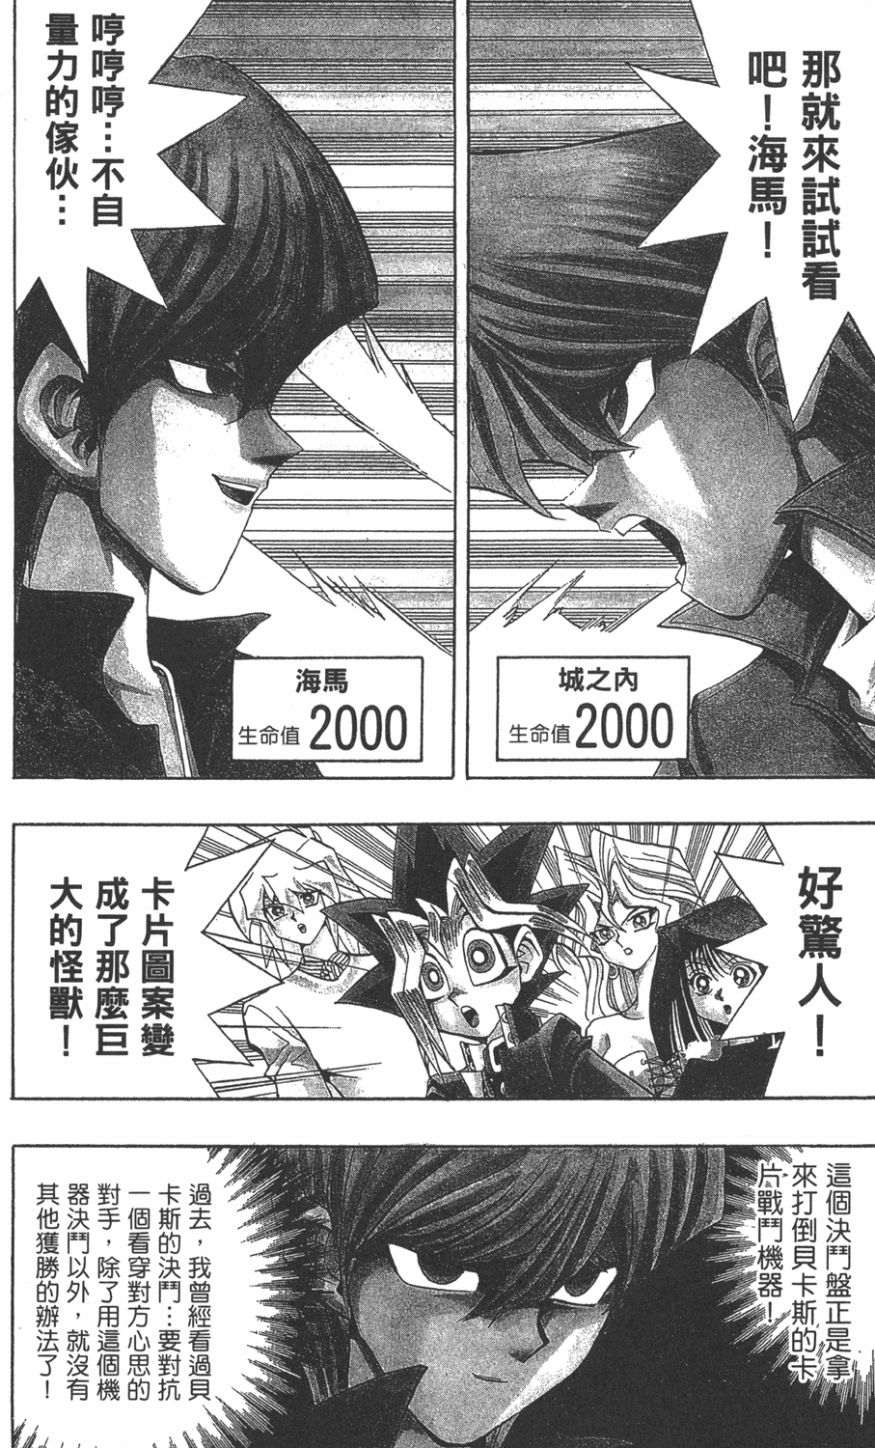 那就來試試看
吧！海馬！
哼哼哼…不自
量力的傢伙…
城之內
生命值2000
海馬
生命值2000
好驚人！
卡片圖案變
成了那麼巨
大的怪獸！
這個決鬥盤正是拿
來打倒貝卡斯的卡
片戰鬥機器！
過去，我曾經看過貝
卡斯的決鬥…要對抗
一個看穿對方心思的
對手，除了用這個機
器決鬥以外，就沒有
其他獲勝的辦法了！